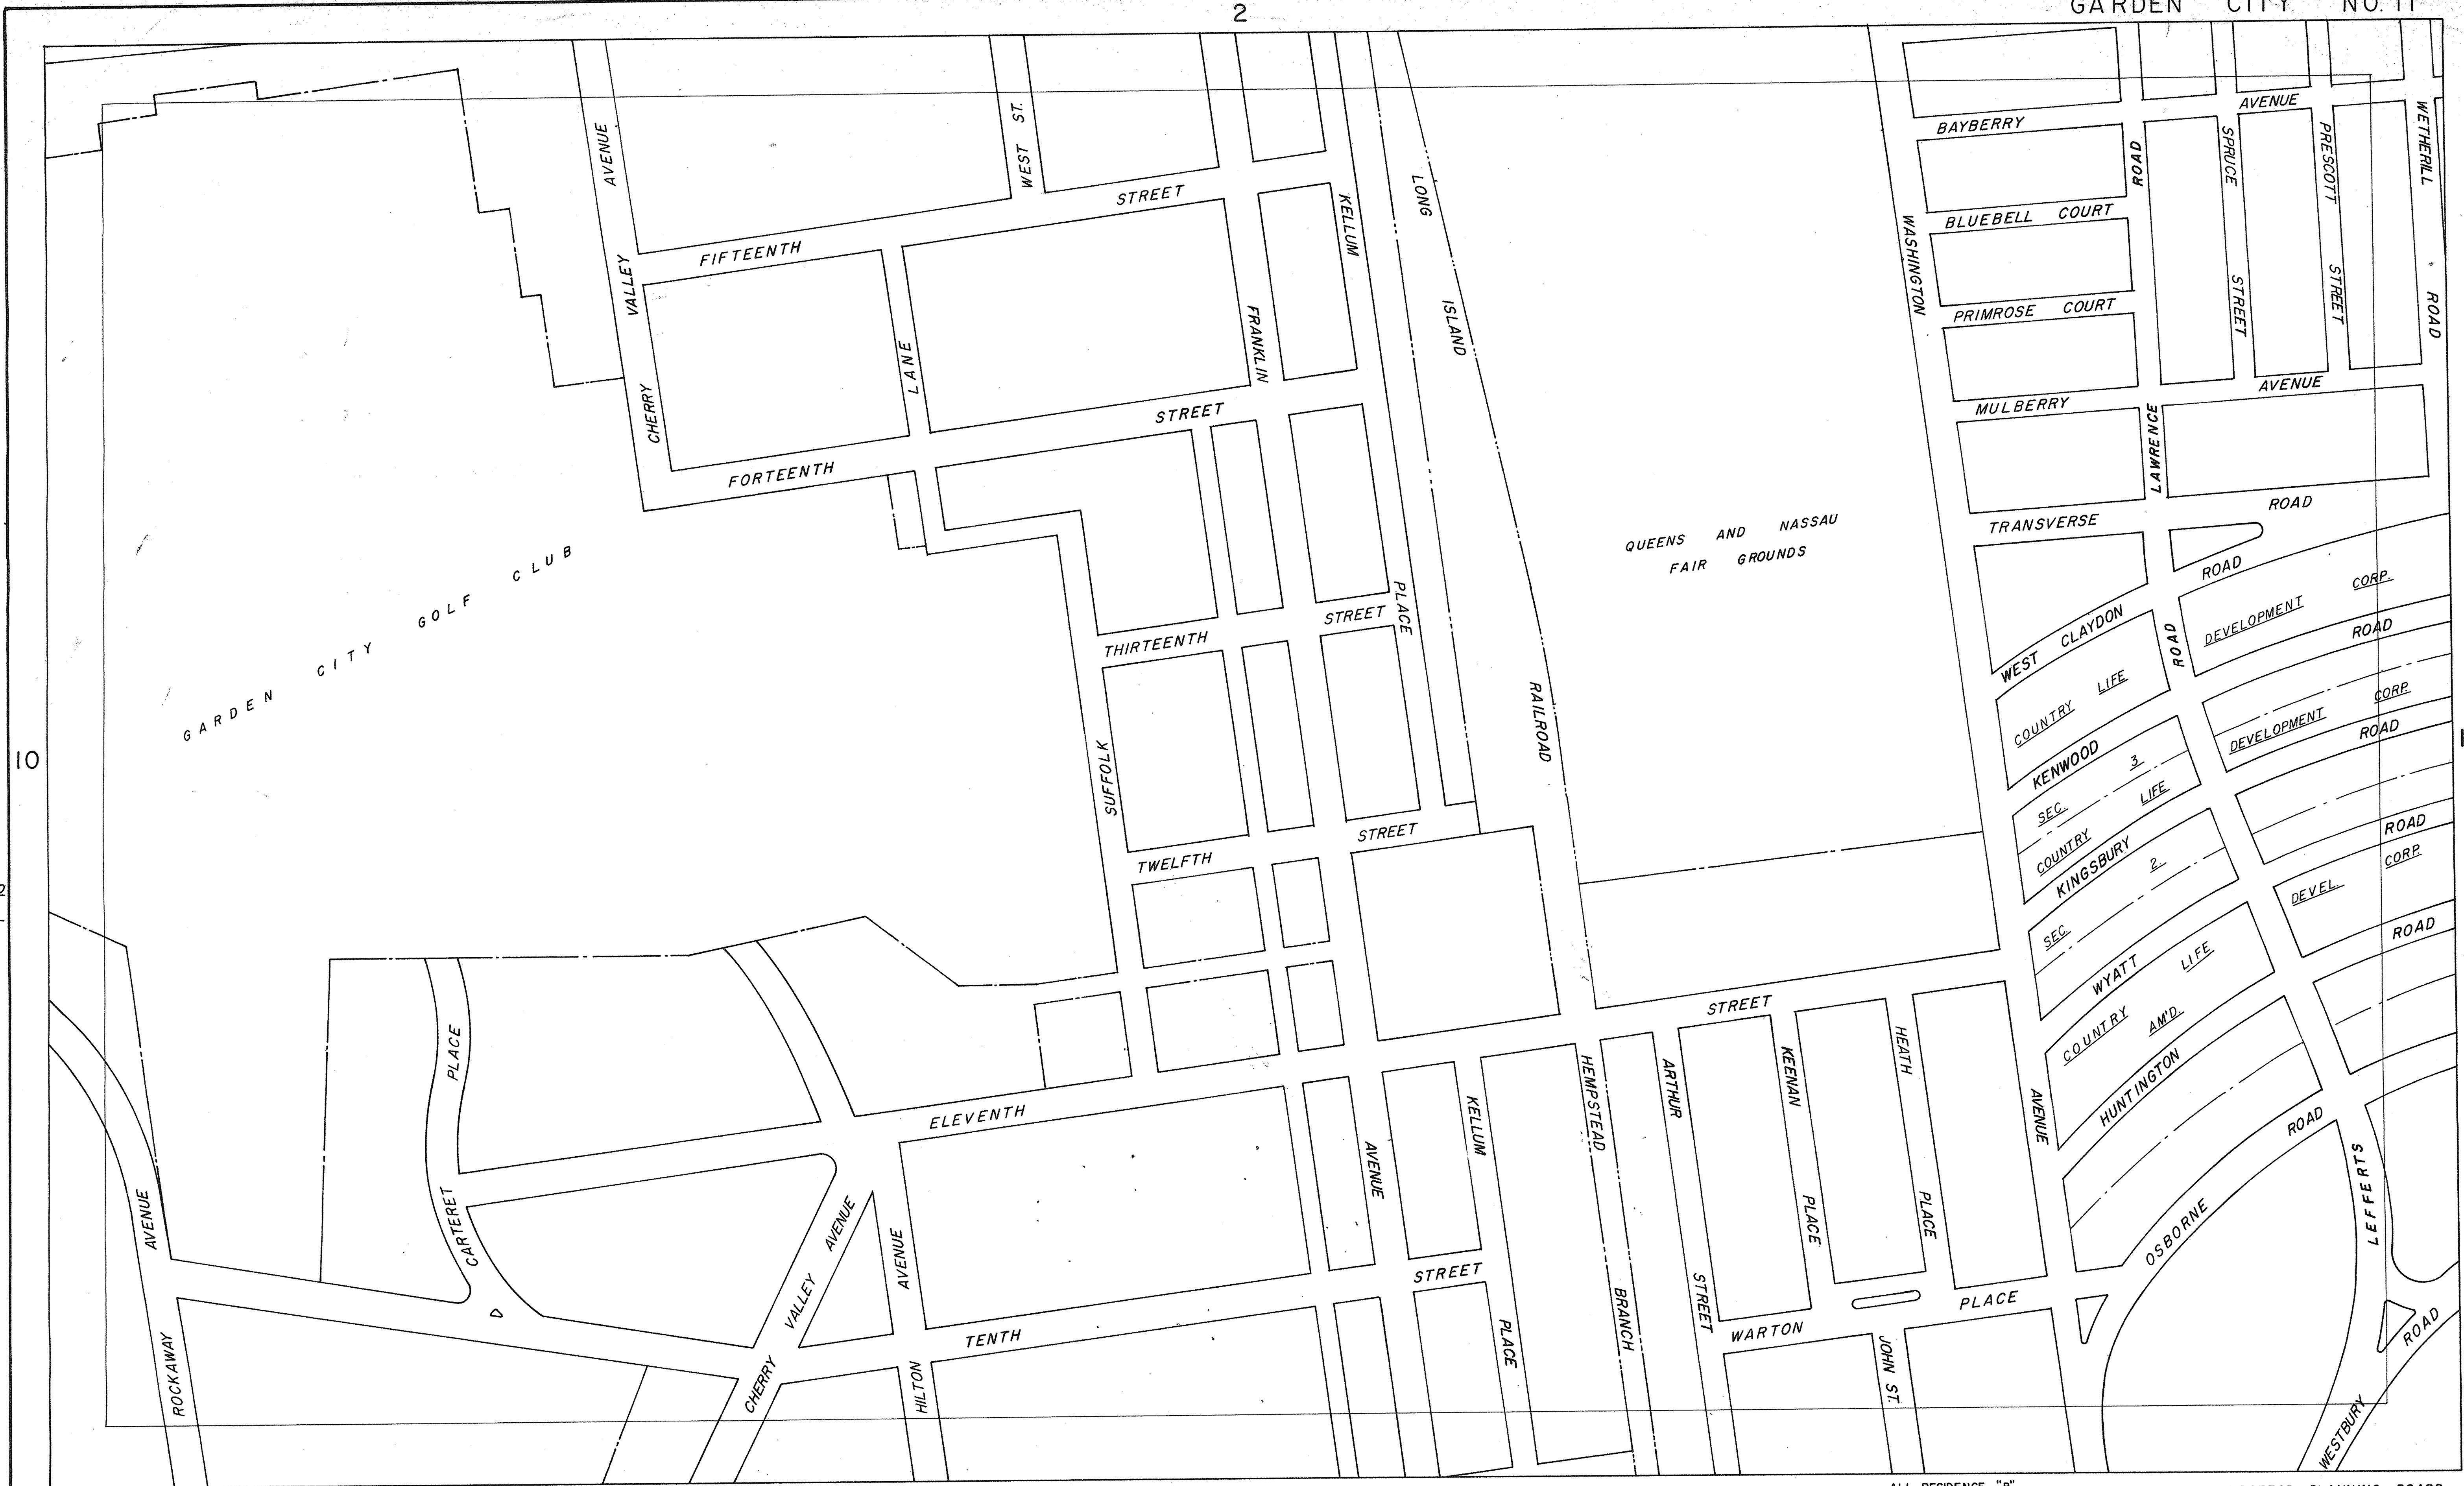 2
GARDEN CITY NO. 11
10
CHERRY VALLEY AVENUE
WEST ST.
FIFTEENTH STREET
LANE
FRANKLIN
KELLUM
LONG ISLAND RAILROAD
WASHINGTON
BAYBERRY AVENUE
BLUEBELL COURT
PRIMROSE COURT
MULBERRY AVENUE
ROAD
LAWRENCE
SPRUCE STREET
PRESCOTT STREET
WETHERILL ROAD
FORTEENTH STREET
GARDEN CITY GOLF CLUB
QUEENS AND NASSAU
FAIR GROUNDS
TRANSVERSE ROAD
WEST CLAYDON ROAD
ROAD
COUNTRY LIFE DEVELOPMENT CORP.
KENWOOD ROAD
SEC. 3
COUNTRY LIFE DEVELOPMENT CORP
KINGSBURY ROAD
SEC. 2.
WYATT ROAD
COUNTRY LIFE DEVEL. CORP
AM'D.
HUNTINGTON ROAD
OSBORNE ROAD
LEFFERTS
ROAD
WESTBURY
THIRTEENTH STREET
PLACE
SUFFOLK
TWELFTH STREET
ELEVENTH STREET
CARTERET PLACE
ROCKAWAY AVENUE
CHERRY VALLEY AVENUE
HILTON AVENUE
TENTH STREET
AVENUE
KELLUM PLACE
HEMPSTEAD BRANCH
ARTHUR STREET
KEENAN PLACE
HEATH PLACE
AVENUE
WARTON PLACE
JOHN ST.
ALL RESIDENCE "B"
PLANNING BOARD